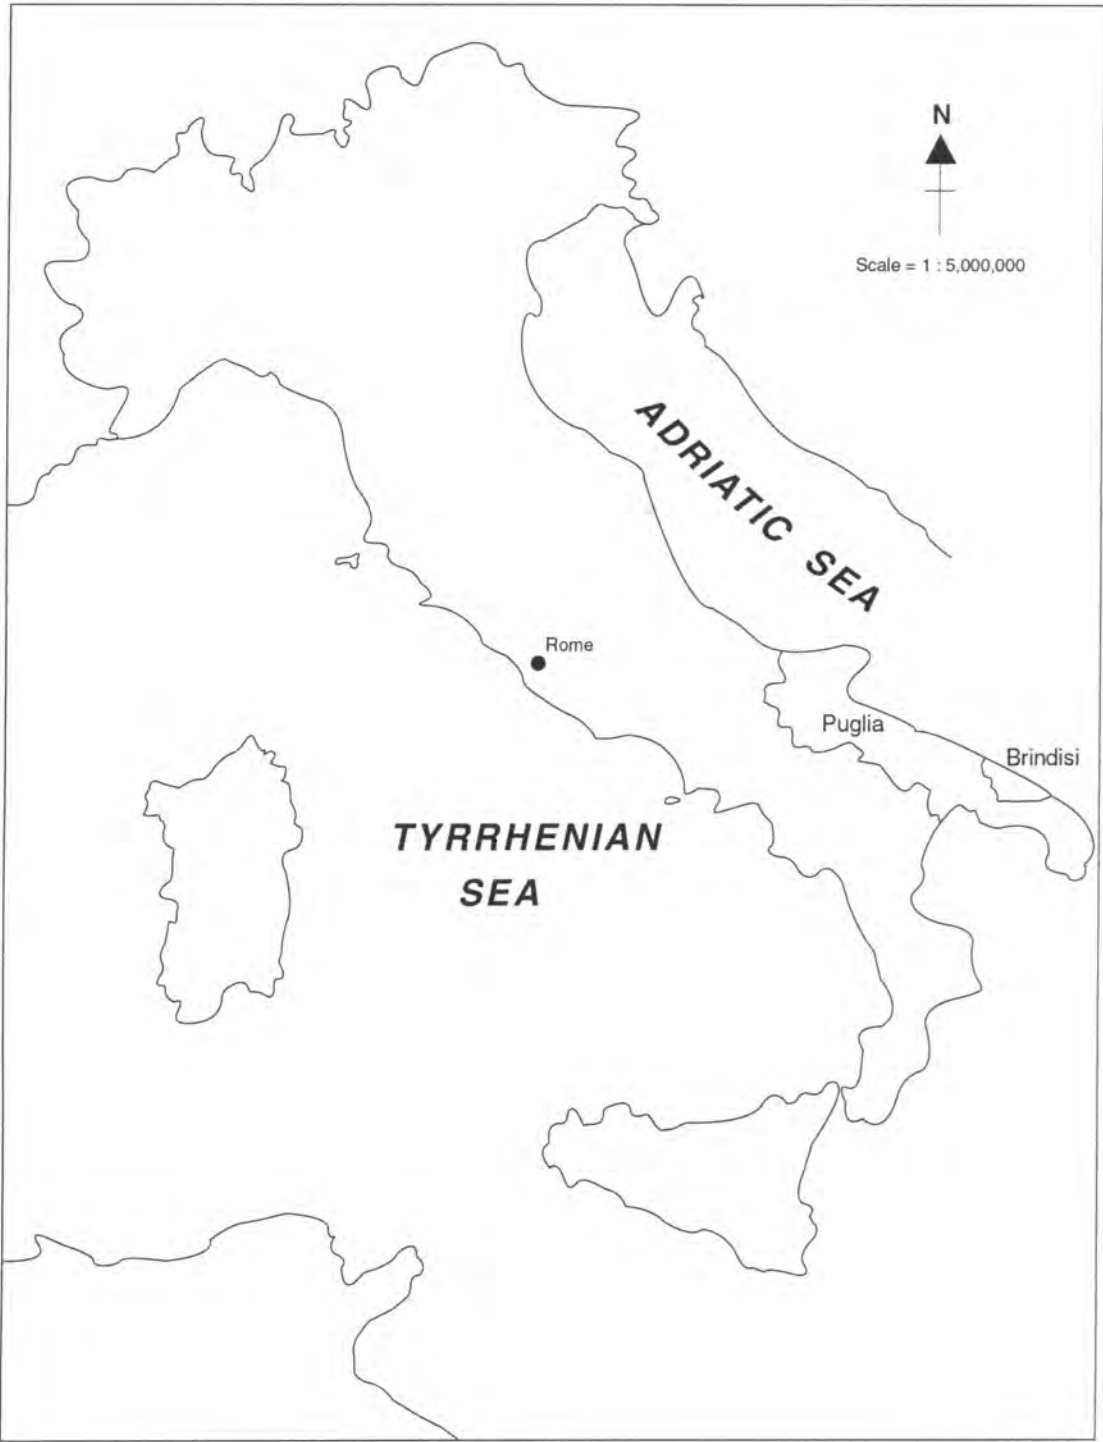 N
Scale = 1 : 5,000,000
ADRIATIC SEA
Rome
Puglia
Brindisi
TYRRHENIAN
SEA